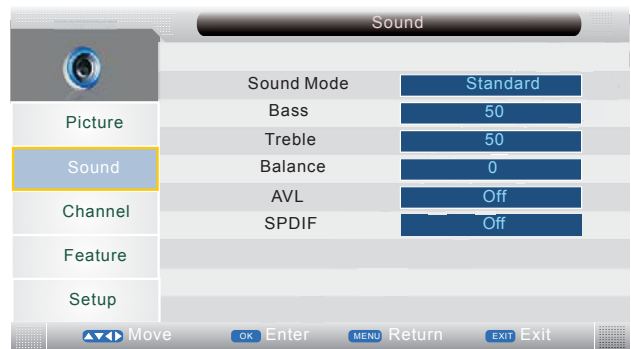 Sound
Sound Mode Standard
Bass 50
Treble 50
Balance 0
AVL Off
SPDIF Off
Picture
Sound
Channel
Feature
Setup
Move OK Enter MENU Return EXIT Exit